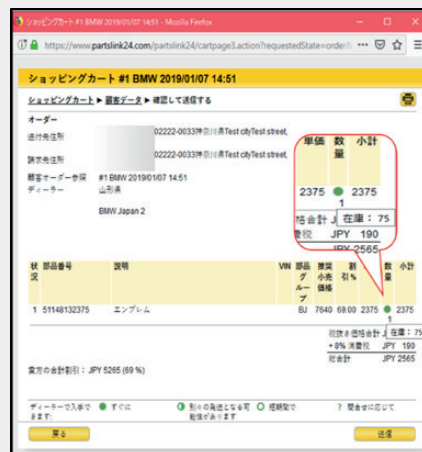 ショッピングカート #1 BMW 2019/01/07 14:51 - Mozilla Firefox
https://www.partslink24.com/partslink24/cartpage3.action?requestedState=order
ショッピングカート #1 BMW 2019/01/07 14:51
ショッピングカート ▶ 顧客データ ▶ 確認して送信する
オーダー
送付先住所
02222-0033神奈川県Test cityTest street,
請求先住所
02222-0033神奈川県Test cityTest street,
顧客オーダー参照 #1 BMW 2019/01/07 14:51
ディーラー 山形県
BMW Japan 2
単価 数量 小計
2375 2375
1
格合計 J 在庫: 75
費税 JPY 190
JPY 2565
状況 部品番号 説明 VIN 部品グループ 推奨小売価格 割引% 数量 小計
1 51148132375 エンブレム BJ 7640 69.00 2375 2375
1
税抜き価格合計 J 在庫: 75
+ 8% 消費税 JPY 190
総合計 JPY 2565
貴方の合計割引: JPY 5265 (69 %)
ディーラーで入手できます: すぐに 別々の発送となる可能性があります 短期間で ? 問合せに応じて
戻る 送信